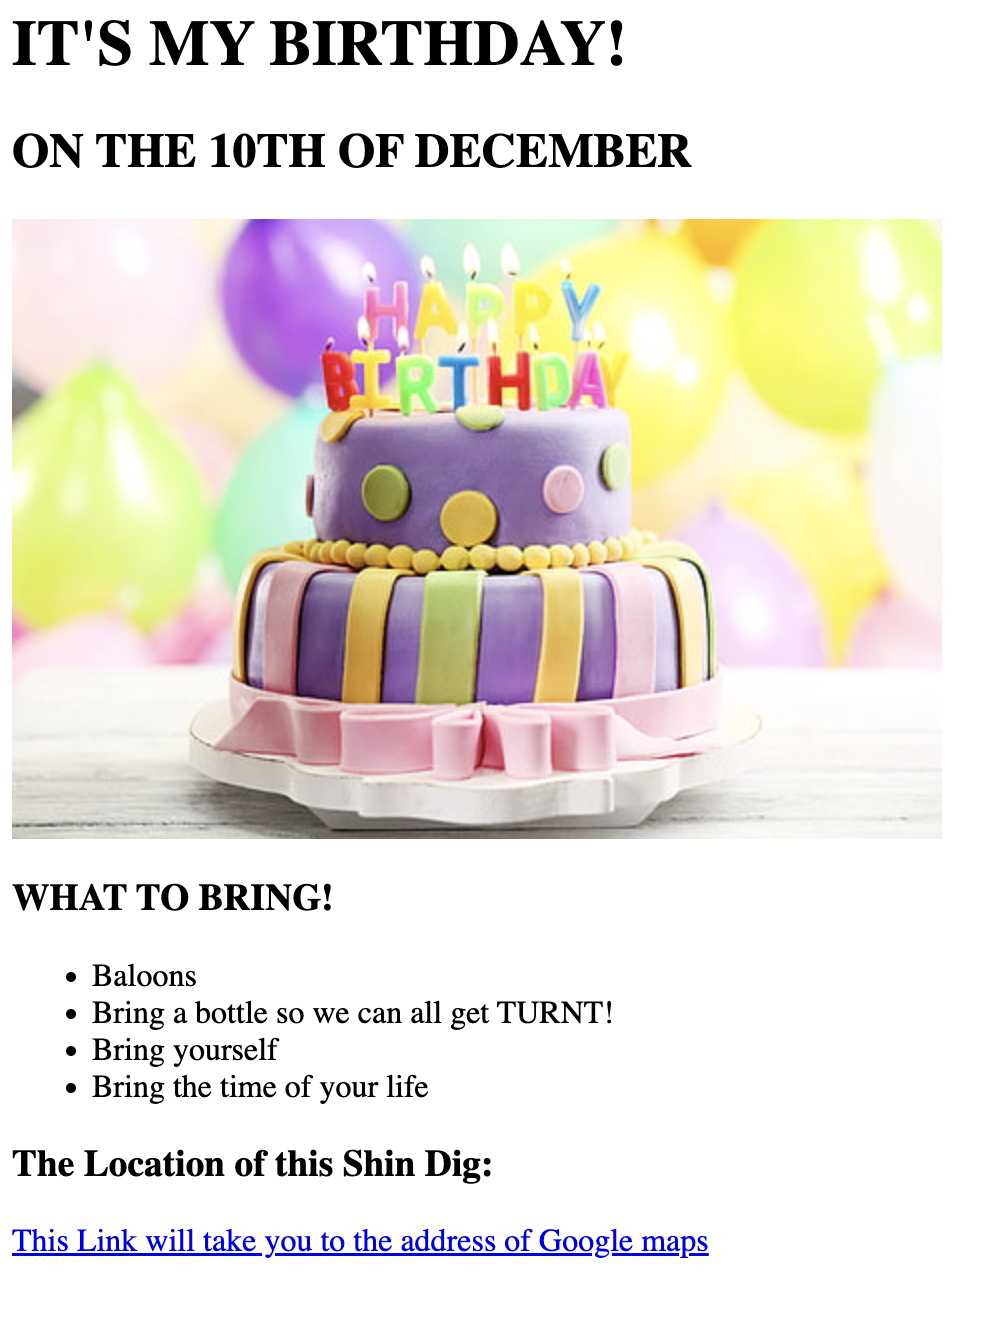 IT'S MY BIRTHDAY!
ON THE 10TH OF DECEMBER
HAPPY
BIRTHDAY
WHAT TO BRING!
Baloons
Bring a bottle so we can all get TURNT!
Bring yourself
Bring the time of your life
The Location of this Shin Dig:
This Link will take you to the address of Google maps